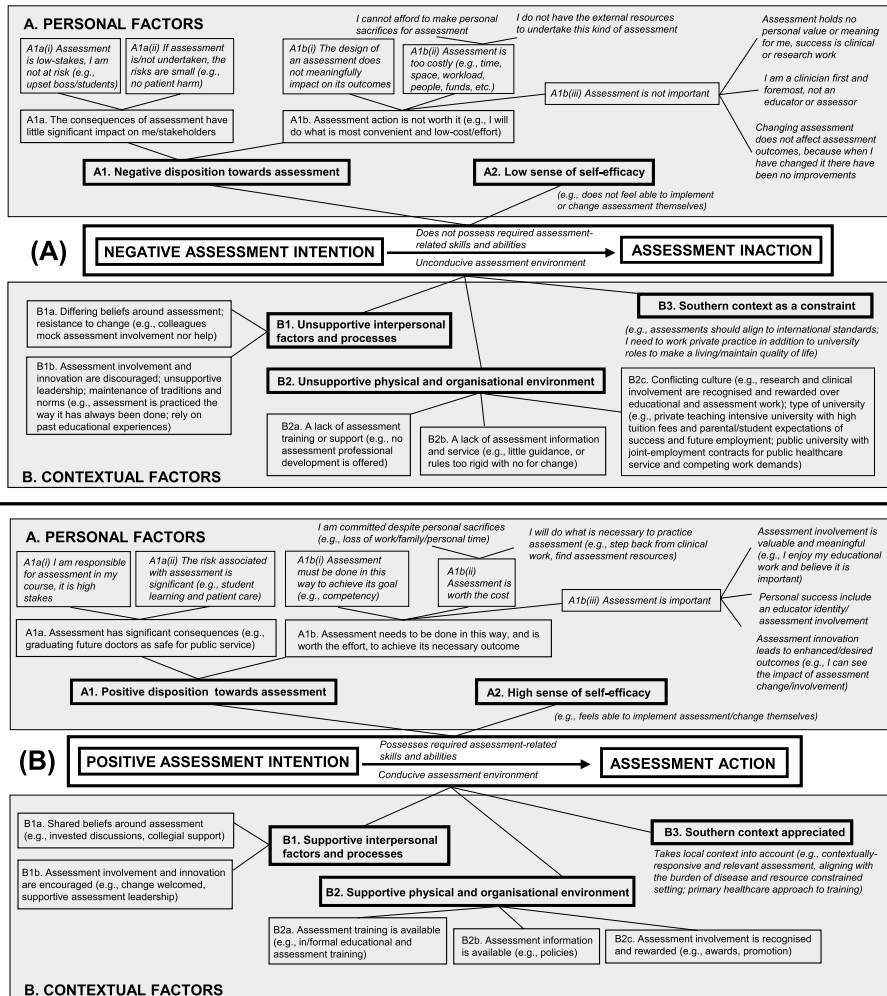 A. PERSONAL FACTORS
I cannot afford to make personal
sacrifices for assessment
I do not have the external resources
to undertake this kind of assessment
Assessment holds no
personal value or meaning
for me, success is clinical
or research work
A1a(i) Assessment
is low-stakes, I am
not at risk (e.g.,
upset boss/students)
A1a(ii) If assessment
is/not undertaken, the
risks are small (e.g.,
no patient harm)
A1b(i) The design of
an assessment does
not meaningfully
impact on its outcomes
A1b(ii) Assessment is
too costly (e.g., time,
space, workload,
people, funds, etc.)
A1b(iii) Assessment is not important
I am a clinician first and
foremost, not an
educator or assessor
A1a. The consequences of assessment have
little significant impact on me/stakeholders
A1b. Assessment action is not worth it (e.g., I will
do what is most convenient and low-cost/effort)
Changing assessment
does not affect assessment
outcomes, because when I
have changed it there have
been no improvements
A1. Negative disposition towards assessment
A2. Low sense of self-efficacy
(e.g., does not feel able to implement
or change assessment themselves)
(A)
NEGATIVE ASSESSMENT INTENTION
Does not possess required assessment-
related skills and abilities
Unconducive assessment environment
ASSESSMENT INACTION
B1a. Differing beliefs around assessment;
resistance to change (e.g., colleagues
mock assessment involvement nor help)
B1. Unsupportive interpersonal
factors and processes
B3. Southern context as a constraint
(e.g., assessments should align to international standards;
I need to work private practice in addition to university
roles to make a living/maintain quality of life)
B1b. Assessment involvement and
innovation are discouraged; unsupportive
leadership; maintenance of traditions and
norms (e.g., assessment is practiced the
way it has always been done; rely on
past educational experiences)
B2. Unsupportive physical and organisational environment
B2a. A lack of assessment
training or support (e.g., no
assessment professional
development is offered)
B2b. A lack of assessment information
and service (e.g., little guidance, or
rules too rigid with no for change)
B2c. Conflicting culture (e.g., research and clinical
involvement are recognised and rewarded over
educational and assessment work); type of university
(e.g., private teaching intensive university with high
tuition fees and parental/student expectations of
success and future employment; public university with
joint-employment contracts for public healthcare
service and competing work demands)
B. CONTEXTUAL FACTORS
A. PERSONAL FACTORS
I am committed despite personal sacrifices
(e.g., loss of work/family/personal time)
I will do what is necessary to practice
assessment (e.g., step back from clinical
work, find assessment resources)
Assessment involvement is
valuable and meaningful
(e.g., I enjoy my educational
work and believe it is
important)
A1a(i) I am responsible
for assessment in my
course, it is high
stakes
A1a(ii) The risk associated
with assessment is
significant (e.g., student
learning and patient care)
A1b(i) Assessment
must be done in this
way to achieve its goal
(e.g., competency)
A1b(ii)
Assessment is
worth the cost
A1b(iii) Assessment is important
Personal success include
an educator identity/
assessment involvement
A1a. Assessment has significant consequences (e.g.,
graduating future doctors as safe for public service)
A1b. Assessment needs to be done in this way, and is
worth the effort, to achieve its necessary outcome
Assessment innovation
leads to enhanced/desired
outcomes (e.g., I can see
the impact of assessment
change/involvement)
A1. Positive disposition towards assessment
A2. High sense of self-efficacy
(e.g., feels able to implement assessment/change themselves)
(B)
POSITIVE ASSESSMENT INTENTION
Possesses required assessment-related
skills and abilities
Conducive assessment environment
ASSESSMENT ACTION
B1a. Shared beliefs around assessment
(e.g., invested discussions, collegial support)
B1. Supportive interpersonal
factors and processes
B3. Southern context appreciated
Takes local context into account (e.g., contextually-
responsive and relevant assessment, aligning with
the burden of disease and resource constrained
setting; primary healthcare approach to training)
B1b. Assessment involvement and innovation
are encouraged (e.g., change welcomed,
supportive assessment leadership)
B2. Supportive physical and organisational environment
B2a. Assessment training is available
(e.g., in/formal educational and
assessment training)
B2b. Assessment information
is available (e.g., policies)
B2c. Assessment involvement is recognised
and rewarded (e.g., awards, promotion)
B. CONTEXTUAL FACTORS